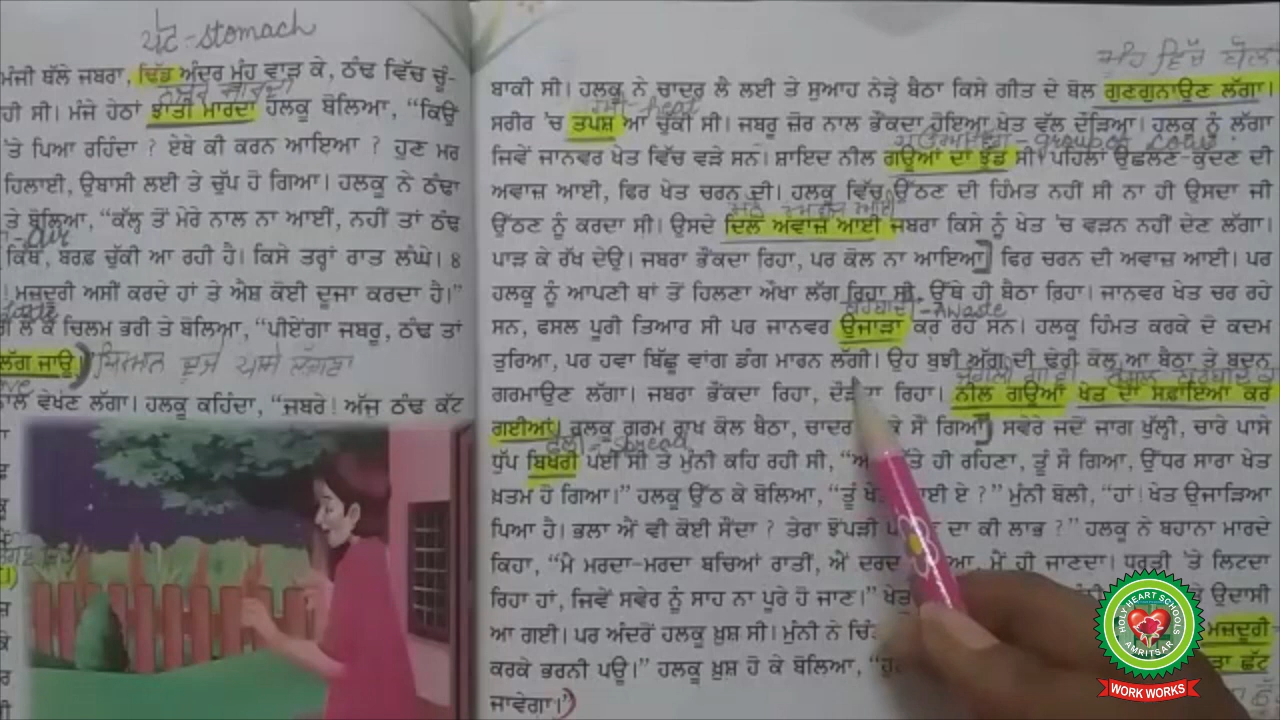 ਪੇਟ - stomach
ਮੰਜੀ ਥੱਲੇ ਜਬਰਾ, ਢਿੱਡ ਅੰਦਰ ਮੂੰਹ ਵਾੜ ਕੇ, ਠੰਢ ਵਿੱਚ ਚੂੰ-
ਹੀ ਸੀ। ਮੰਜੇ ਹੇਠਾਂ ਝਾਤੀ ਮਾਰਦਾ ਹਲਕੂ ਬੋਲਿਆ, “ਕਿਉਂ
'ਤੇ ਪਿਆ ਰਹਿੰਦਾ ? ਏਥੇ ਕੀ ਕਰਨ ਆਇਆ ? ਹੁਣ ਮਰ
ਹਿਲਾਈ, ਉਬਾਸੀ ਲਈ ਤੇ ਚੁੱਪ ਹੋ ਗਿਆ। ਹਲਕੂ ਨੇ ਠੰਢਾ
ਤੇ ਬੋਲਿਆ, “ਕੱਲ੍ਹ ਤੋਂ ਮੇਰੇ ਨਾਲ ਨਾ ਆਈਂ, ਨਹੀਂ ਤਾਂ ਠੰਢ
ਕਿੱਥੋਂ, ਬਰਫ਼ ਚੁੱਕੀ ਆ ਰਹੀ ਹੈ। ਕਿਸੇ ਤਰ੍ਹਾਂ ਰਾਤ ਲੰਘੇ। 8
! ਮਜ਼ਦੂਰੀ ਅਸੀਂ ਕਰਦੇ ਹਾਂ ਤੇ ਐਸ਼ ਕੋਈ ਦੂਜਾ ਕਰਦਾ ਹੈ।”
ਲੈ ਕੇ ਚਿਲਮ ਭਰੀ ਤੇ ਬੋਲਿਆ, “ਪੀਏਂਗਾ ਜਬਰੂ, ਠੰਢ ਤਾਂ
ਲੱਗ ਜਾਊ।
ਨਾਲ ਵੇਖਣ ਲੱਗਾ। ਹਲਕੂ ਕਹਿੰਦਾ, “ਜਬਰੇ! ਅੱਜ ਠੰਢ ਕੱਟ
ਬਾਕੀ ਸੀ। ਹਲਕੂ ਨੇ ਚਾਦਰ ਲੈ ਲਈ ਤੇ ਸੁਆਹ ਨੇੜੇ ਬੈਠਾ ਕਿਸੇ ਗੀਤ ਦੇ ਬੋਲ ਗੁਣਗੁਨਾਉਣ ਲੱਗਾ।
ਸਰੀਰ 'ਚ ਤਪਸ਼ ਆ ਚੁੱਕੀ ਸੀ। ਜਬਰੂ ਜ਼ੋਰ ਨਾਲ ਭੌਂਕਦਾ ਹੋਇਆ ਖੇਤ ਵੱਲ ਦੌੜਿਆ। ਹਲਕੂ ਨੂੰ ਲੱਗਾ
ਜਿਵੇਂ ਜਾਨਵਰ ਖੇਤ ਵਿੱਚ ਵੜੇ ਸਨ। ਸ਼ਾਇਦ ਨੀਲ ਗਊਆਂ ਦਾ ਝੁੰਡ ਸੀ। ਪਹਿਲਾਂ ਉਛਲਣ-ਕੁੱਦਣ ਦੀ
ਅਵਾਜ਼ ਆਈ, ਫਿਰ ਖੇਤ ਚਰਨ ਦੀ। ਹਲਕੂ ਵਿੱਚ ਉੱਠਣ ਦੀ ਹਿੰਮਤ ਨਹੀਂ ਸੀ ਨਾ ਹੀ ਉਸਦਾ ਜੀ
ਉੱਠਣ ਨੂੰ ਕਰਦਾ ਸੀ। ਉਸਦੇ ਦਿਲੋਂ ਅਵਾਜ਼ ਆਈ ਜਬਰਾ ਕਿਸੇ ਨੂੰ ਖੇਤ 'ਚ ਵੜਨ ਨਹੀਂ ਦੇਣ ਲੱਗਾ।
ਪਾੜ ਕੇ ਰੱਖ ਦੇਊ। ਜਬਰਾ ਭੌਂਕਦਾ ਰਿਹਾ, ਪਰ ਕੋਲ ਨਾ ਆਇਆ। ਫਿਰ ਚਰਨ ਦੀ ਅਵਾਜ਼ ਆਈ। ਪਰ
ਹਲਕੂ ਨੂੰ ਆਪਣੀ ਥਾਂ ਤੋਂ ਹਿਲਣਾ ਔਖਾ ਲੱਗ ਰਿਹਾ ਸੀ, ਉੱਥੇ ਹੀ ਬੈਠਾ ਰਿਹਾ। ਜਾਨਵਰ ਖੇਤ ਚਰ ਰਹੇ
ਸਨ, ਫਸਲ ਪੂਰੀ ਤਿਆਰ ਸੀ ਪਰ ਜਾਨਵਰ ਉਜਾੜਾ ਕਰ ਰਹੇ ਸਨ। ਹਲਕੂ ਹਿੰਮਤ ਕਰਕੇ ਦੋ ਕਦਮ
ਤੁਰਿਆ, ਪਰ ਹਵਾ ਬਿੱਛੂ ਵਾਂਗ ਡੰਗ ਮਾਰਨ ਲੱਗੀ। ਉਹ ਬੁਝੀ ਅੱਗ ਦੀ ਢੇਰੀ ਕੋਲ ਆ ਬੈਠਾ ਤੇ ਬਦਨ
ਗਰਮਾਉਣ ਲੱਗਾ। ਜਬਰਾ ਭੌਂਕਦਾ ਰਿਹਾ, ਰਿਹਾ। ਨੀਲ ਗਊਆਂ ਖੇਤ ਦਾ ਸਫ਼ਾਇਆ ਕਰ
ਗਈਆਂ। ਹਲਕੂ ਗਰਮ ਰਾਖ ਕੋਲ ਬੈਠਾ, ਚਾਦਰ ਕੇ ਸੌਂ ਗਿਆ। ਸਵੇਰੇ ਜਦੋਂ ਜਾਗ ਖੁੱਲ੍ਹੀ, ਚਾਰੇ ਪਾਸੇ
ਧੁੱਪ ਬਿਖਰੀ ਪਈ ਸੀ ਤੇ ਮੁੰਨੀ ਕਹਿ ਰਹੀ ਸੀ, ਹੀ ਰਹਿਣਾ, ਤੂੰ ਸੌਂ ਗਿਆ, ਉੱਧਰ ਸਾਰਾ ਖੇਤ
ਖ਼ਤਮ ਹੋ ਗਿਆ।” ਹਲਕੂ ਉੱਠ ਕੇ ਬੋਲਿਆ, “ਤੂੰ ਏ ?” ਮੁੰਨੀ ਬੋਲੀ, “ਹਾਂ! ਖੇਤ ਉਜਾੜਿਆ
ਪਿਆ ਹੈ। ਭਲਾ ਐਂ ਵੀ ਕੋਈ ਸੌਂਦਾ ? ਤੇਰਾ ਝੌਂਪੜੀ ਦਾ ਕੀ ਲਾਭ ?” ਹਲਕੂ ਨੇ ਬਹਾਨਾ ਮਾਰਦੇ
ਕਿਹਾ, “ਮੈਂ ਮਰਦਾ-ਮਰਦਾ ਬਚਿਆਂ ਰਾਤੀਂ, ਐਂ ਦਰਦ ਮੈਂ ਹੀ ਜਾਣਦਾਂ। ਧਰਤੀ 'ਤੇ ਲਿਟਦਾ
ਰਿਹਾ ਹਾਂ, ਜਿਵੇਂ ਸਵੇਰ ਨੂੰ ਸਾਹ ਨਾ ਪੂਰੇ ਹੋ ਜਾਣ।” ਉਦਾਸੀ
ਆ ਗਈ। ਪਰ ਅੰਦਰੋਂ ਹਲਕੂ ਖ਼ੁਸ਼ ਸੀ। ਮੁੰਨੀ ਨੇ ਮਜ਼ਦੂਰੀ
ਕਰਕੇ ਭਰਨੀ ਪਊ।” ਹਲਕੂ ਖ਼ੁਸ਼ ਹੋ ਕੇ ਬੋਲਿਆ, ਛੁੱਟ
ਜਾਵੇਗਾ।”
HOLY HEART SCHOOLS
AMRITSAR
WORK WORKS